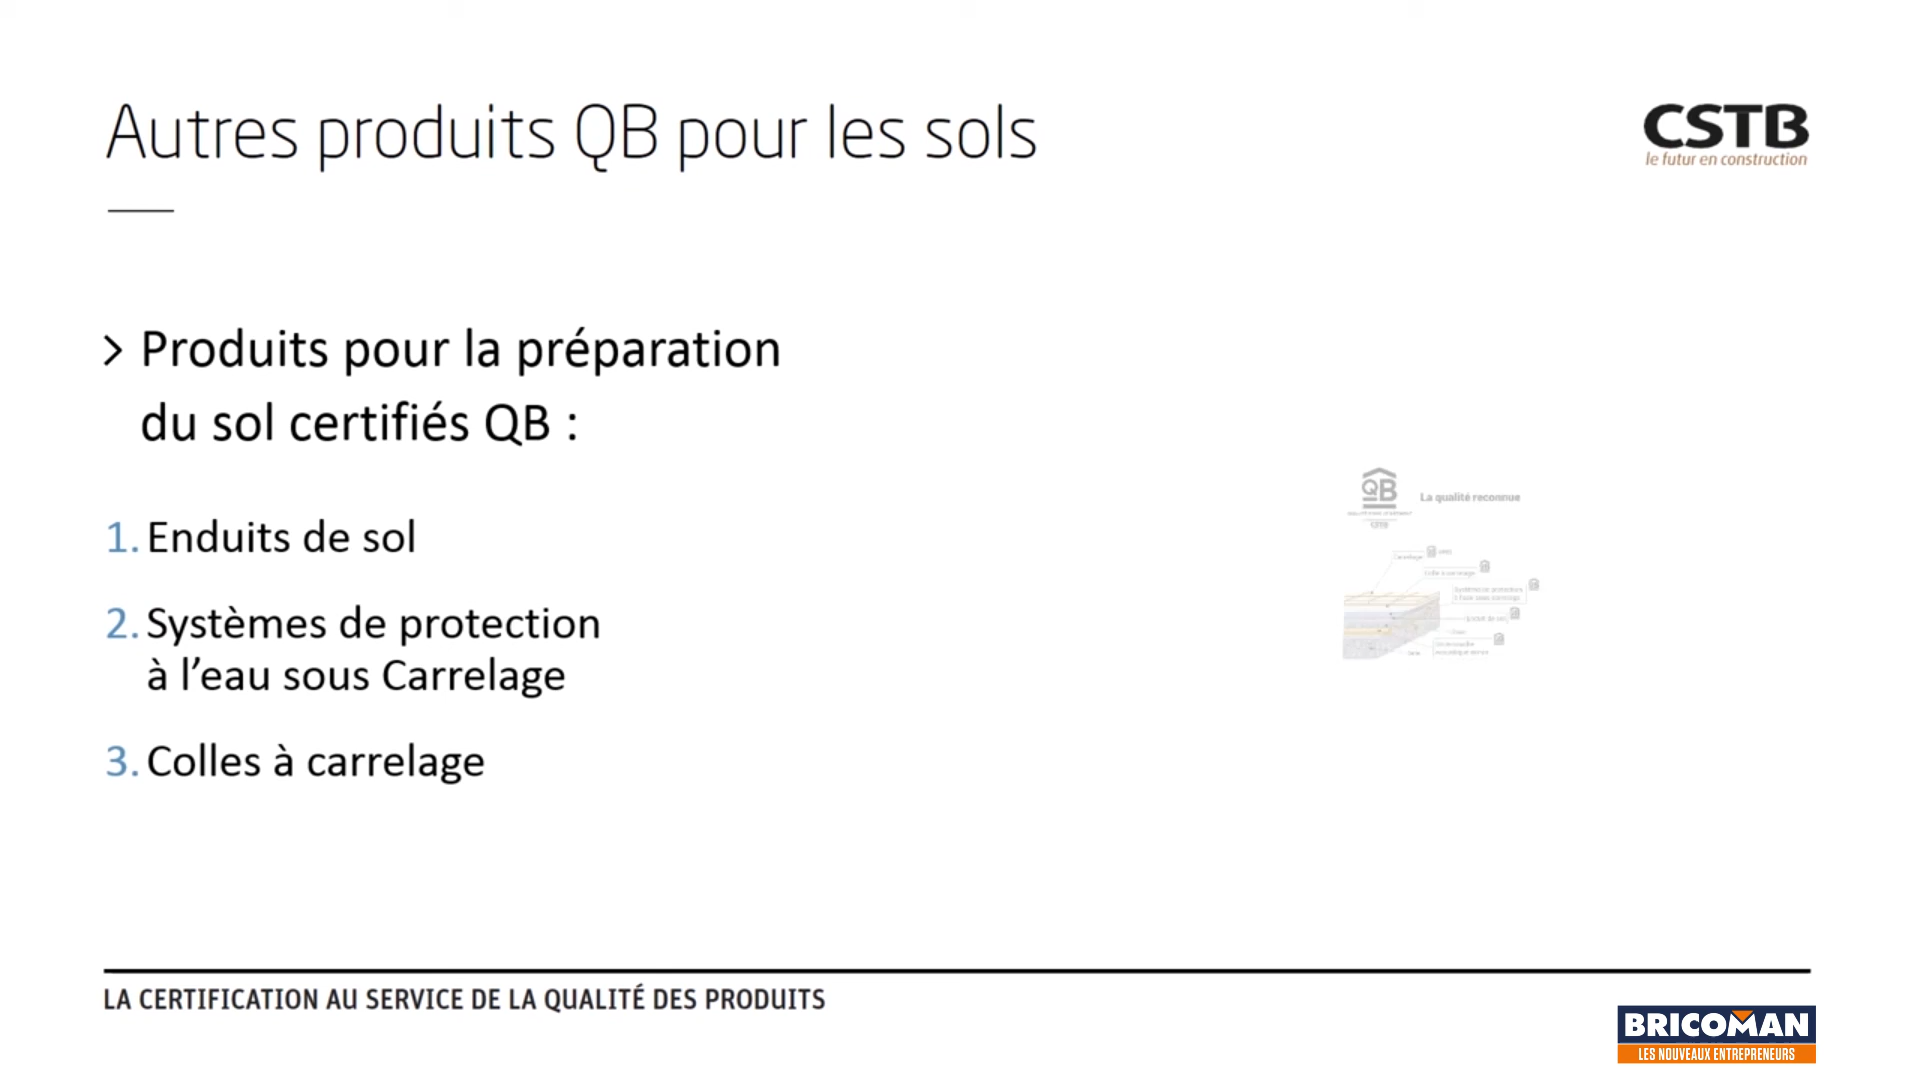 Autres produits QB pour les sols
CSTB
le futur en construction
> Produits pour la préparation
du sol certifiés QB :
1. Enduits de sol
2. Systèmes de protection
à l'eau sous Carrelage
3. Colles à carrelage
QB
La qualité reconnue
CSTB
Carrelage
LA CERTIFICATION AU SERVICE DE LA QUALITÉ DES PRODUITS
BRICOMAN
LES NOUVEAUX ENTREPRENEURS